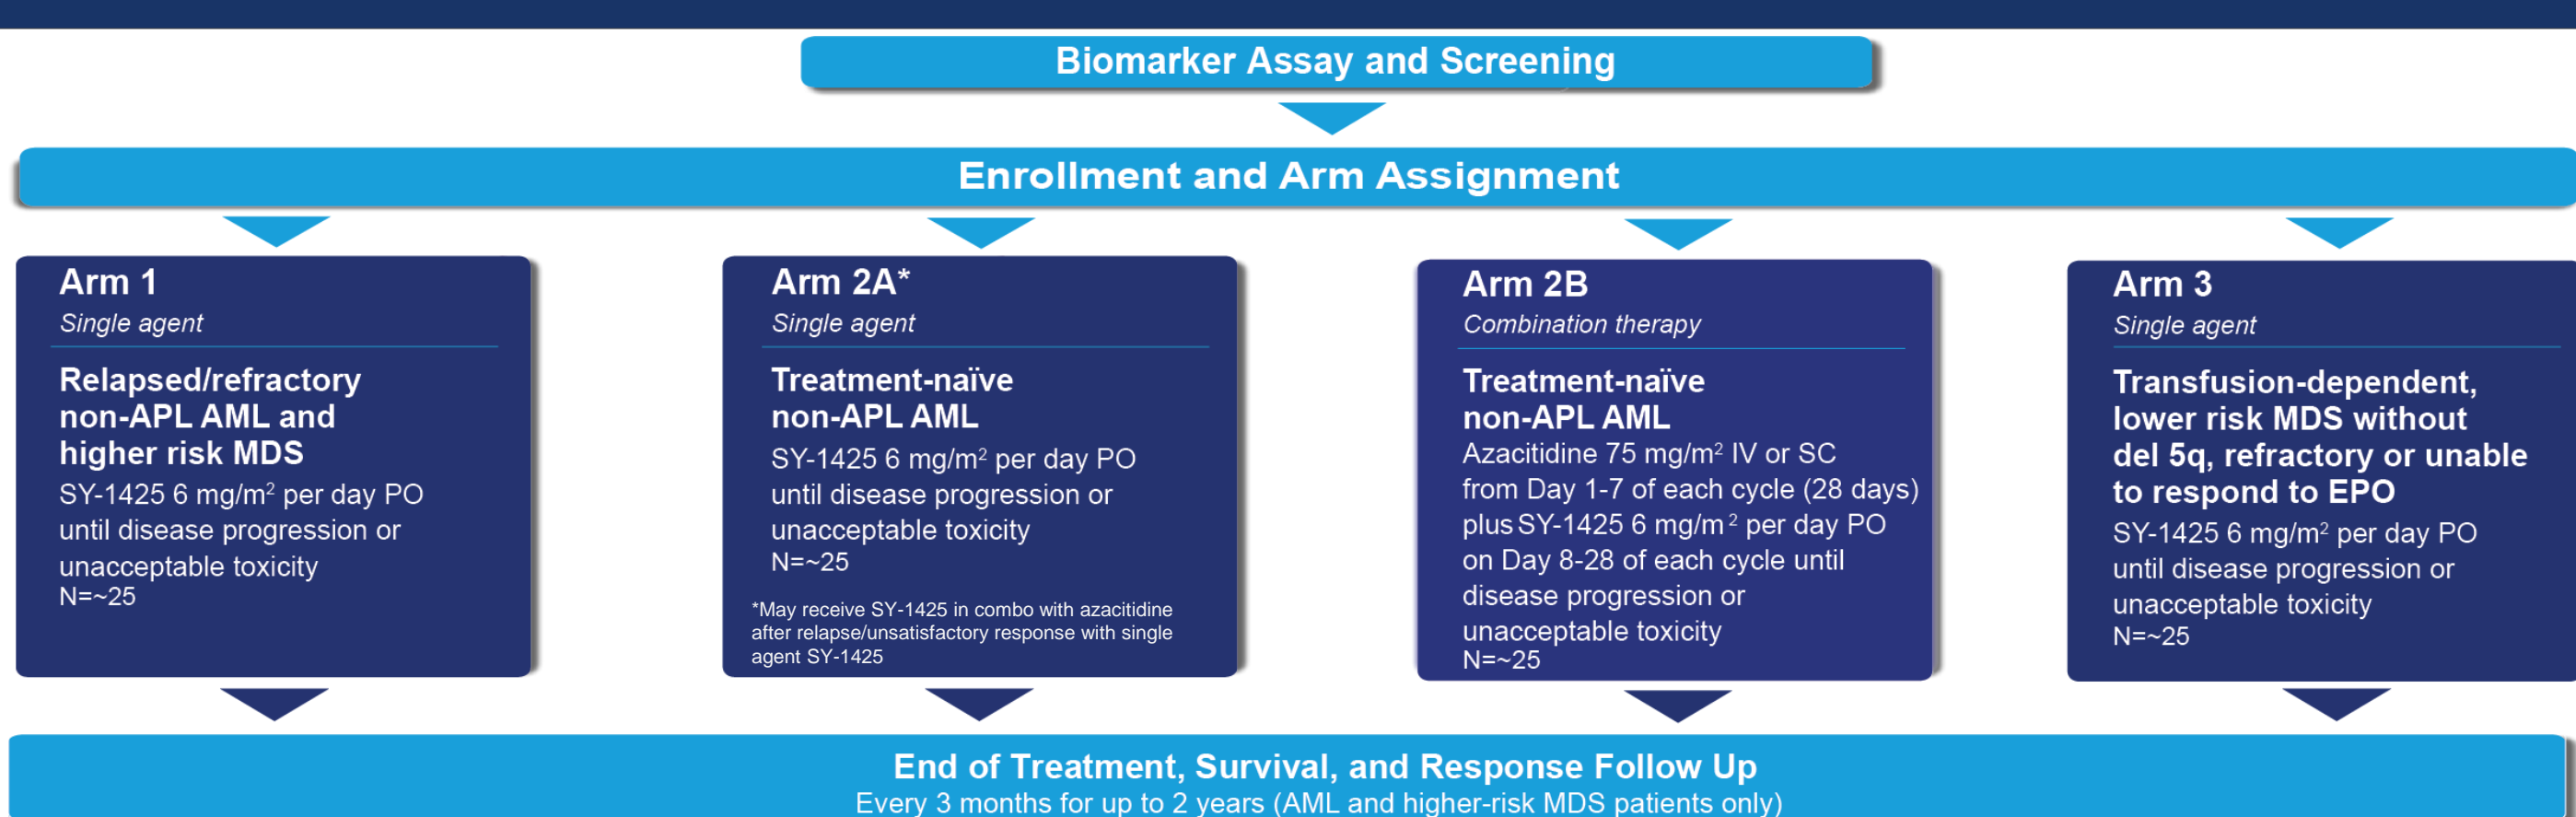 Biomarker Assay and Screening
Enrollment and Arm Assignment
Arm 1
Single agent
Relapsed/refractory
non-APL AML and
higher risk MDS
SY-1425 6 mg/m² per day PO
until disease progression or
unacceptable toxicity
N=~25
Arm 2A*
Single agent
Treatment-naïve
non-APL AML
SY-1425 6 mg/m² per day PO
until disease progression or
unacceptable toxicity
N=~25
*May receive SY-1425 in combo with azacitidine
after relapse/unsatisfactory response with single
agent SY-1425
Arm 2B
Combination therapy
Treatment-naïve
non-APL AML
Azacitidine 75 mg/m² IV or SC
from Day 1-7 of each cycle (28 days)
plus SY-1425 6 mg/m² per day PO
on Day 8-28 of each cycle until
disease progression or
unacceptable toxicity
N=~25
Arm 3
Single agent
Transfusion-dependent,
lower risk MDS without
del 5q, refractory or unable
to respond to EPO
SY-1425 6 mg/m² per day PO
until disease progression or
unacceptable toxicity
N=~25
End of Treatment, Survival, and Response Follow Up
Every 3 months for up to 2 years (AML and higher-risk MDS patients only)